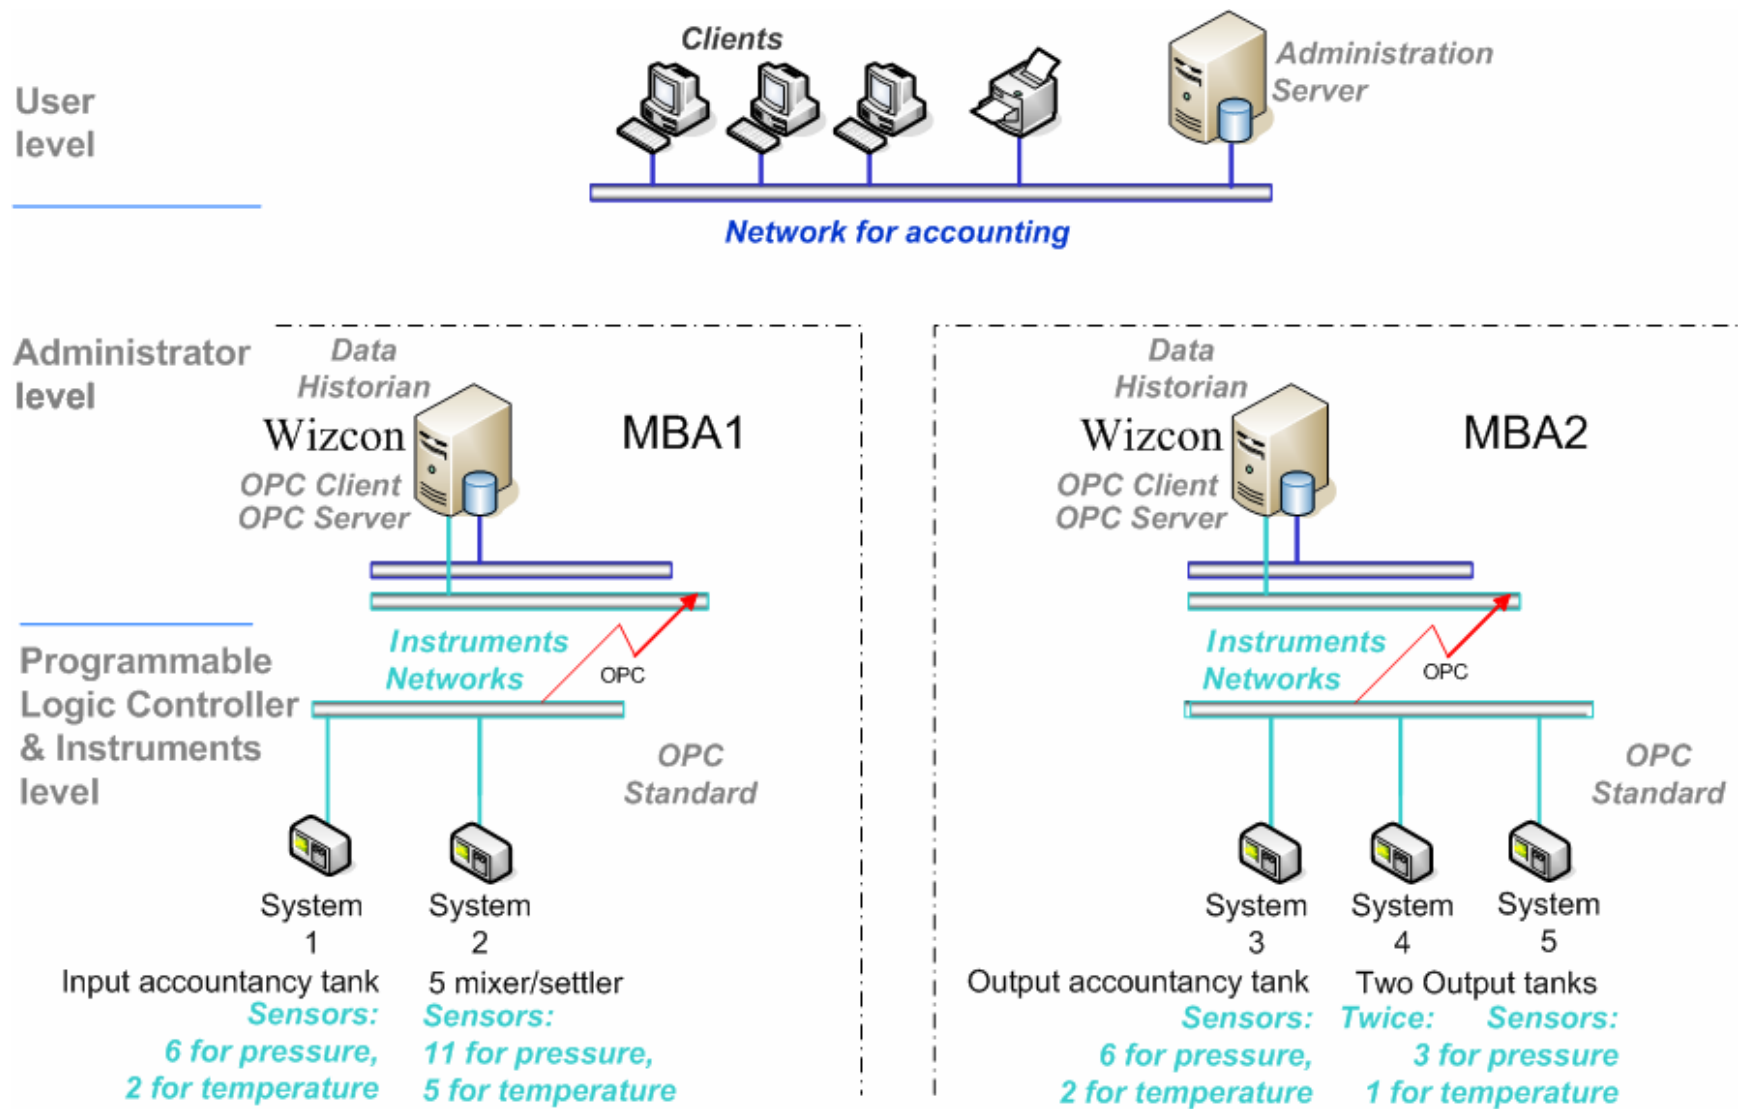 Clients
Administration
Server
User
level
Network for accounting
Administrator
level
Data
Historian
Wizcon
MBA1
OPC Client
OPC Server
Data
Historian
Wizcon
MBA2
OPC Client
OPC Server
Programmable
Logic Controller
& Instruments
level
Instruments
Networks
OPC
OPC
Standard
Instruments
Networks
OPC
OPC
Standard
System
1
Input accountancy tank
Sensors:
6 for pressure,
2 for temperature
System
2
5 mixer/settler
Sensors:
11 for pressure,
5 for temperature
System
3
Output accountancy tank
Sensors:
6 for pressure,
2 for temperature
System
4
System
5
Two Output tanks
Twice: Sensors:
3 for pressure
1 for temperature